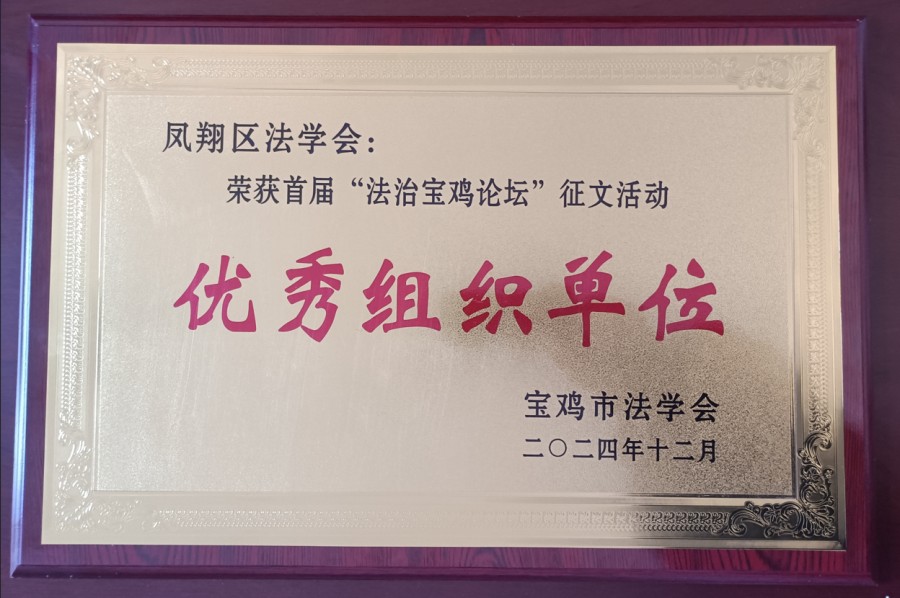 凤翔区法学会：
荣获首届“法治宝鸡论坛”征文活动
优秀组织单位
宝鸡市法学会
二〇二四年十二月